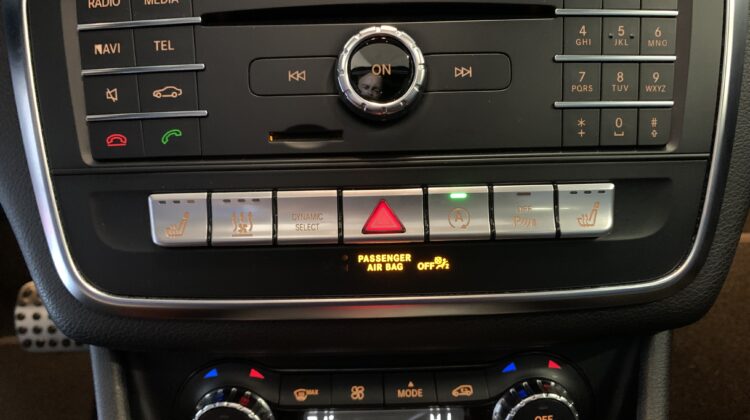 RADIO MEDIA
NAVI TEL
ON
4 GHI
5 JKL
6 MNO
7 PQRS
8 TUV
9 WXYZ
* +
0
#
DYNAMIC SELECT
A
OFF
PASSENGER
AIR BAG OFF
MAX
MODE
OFF